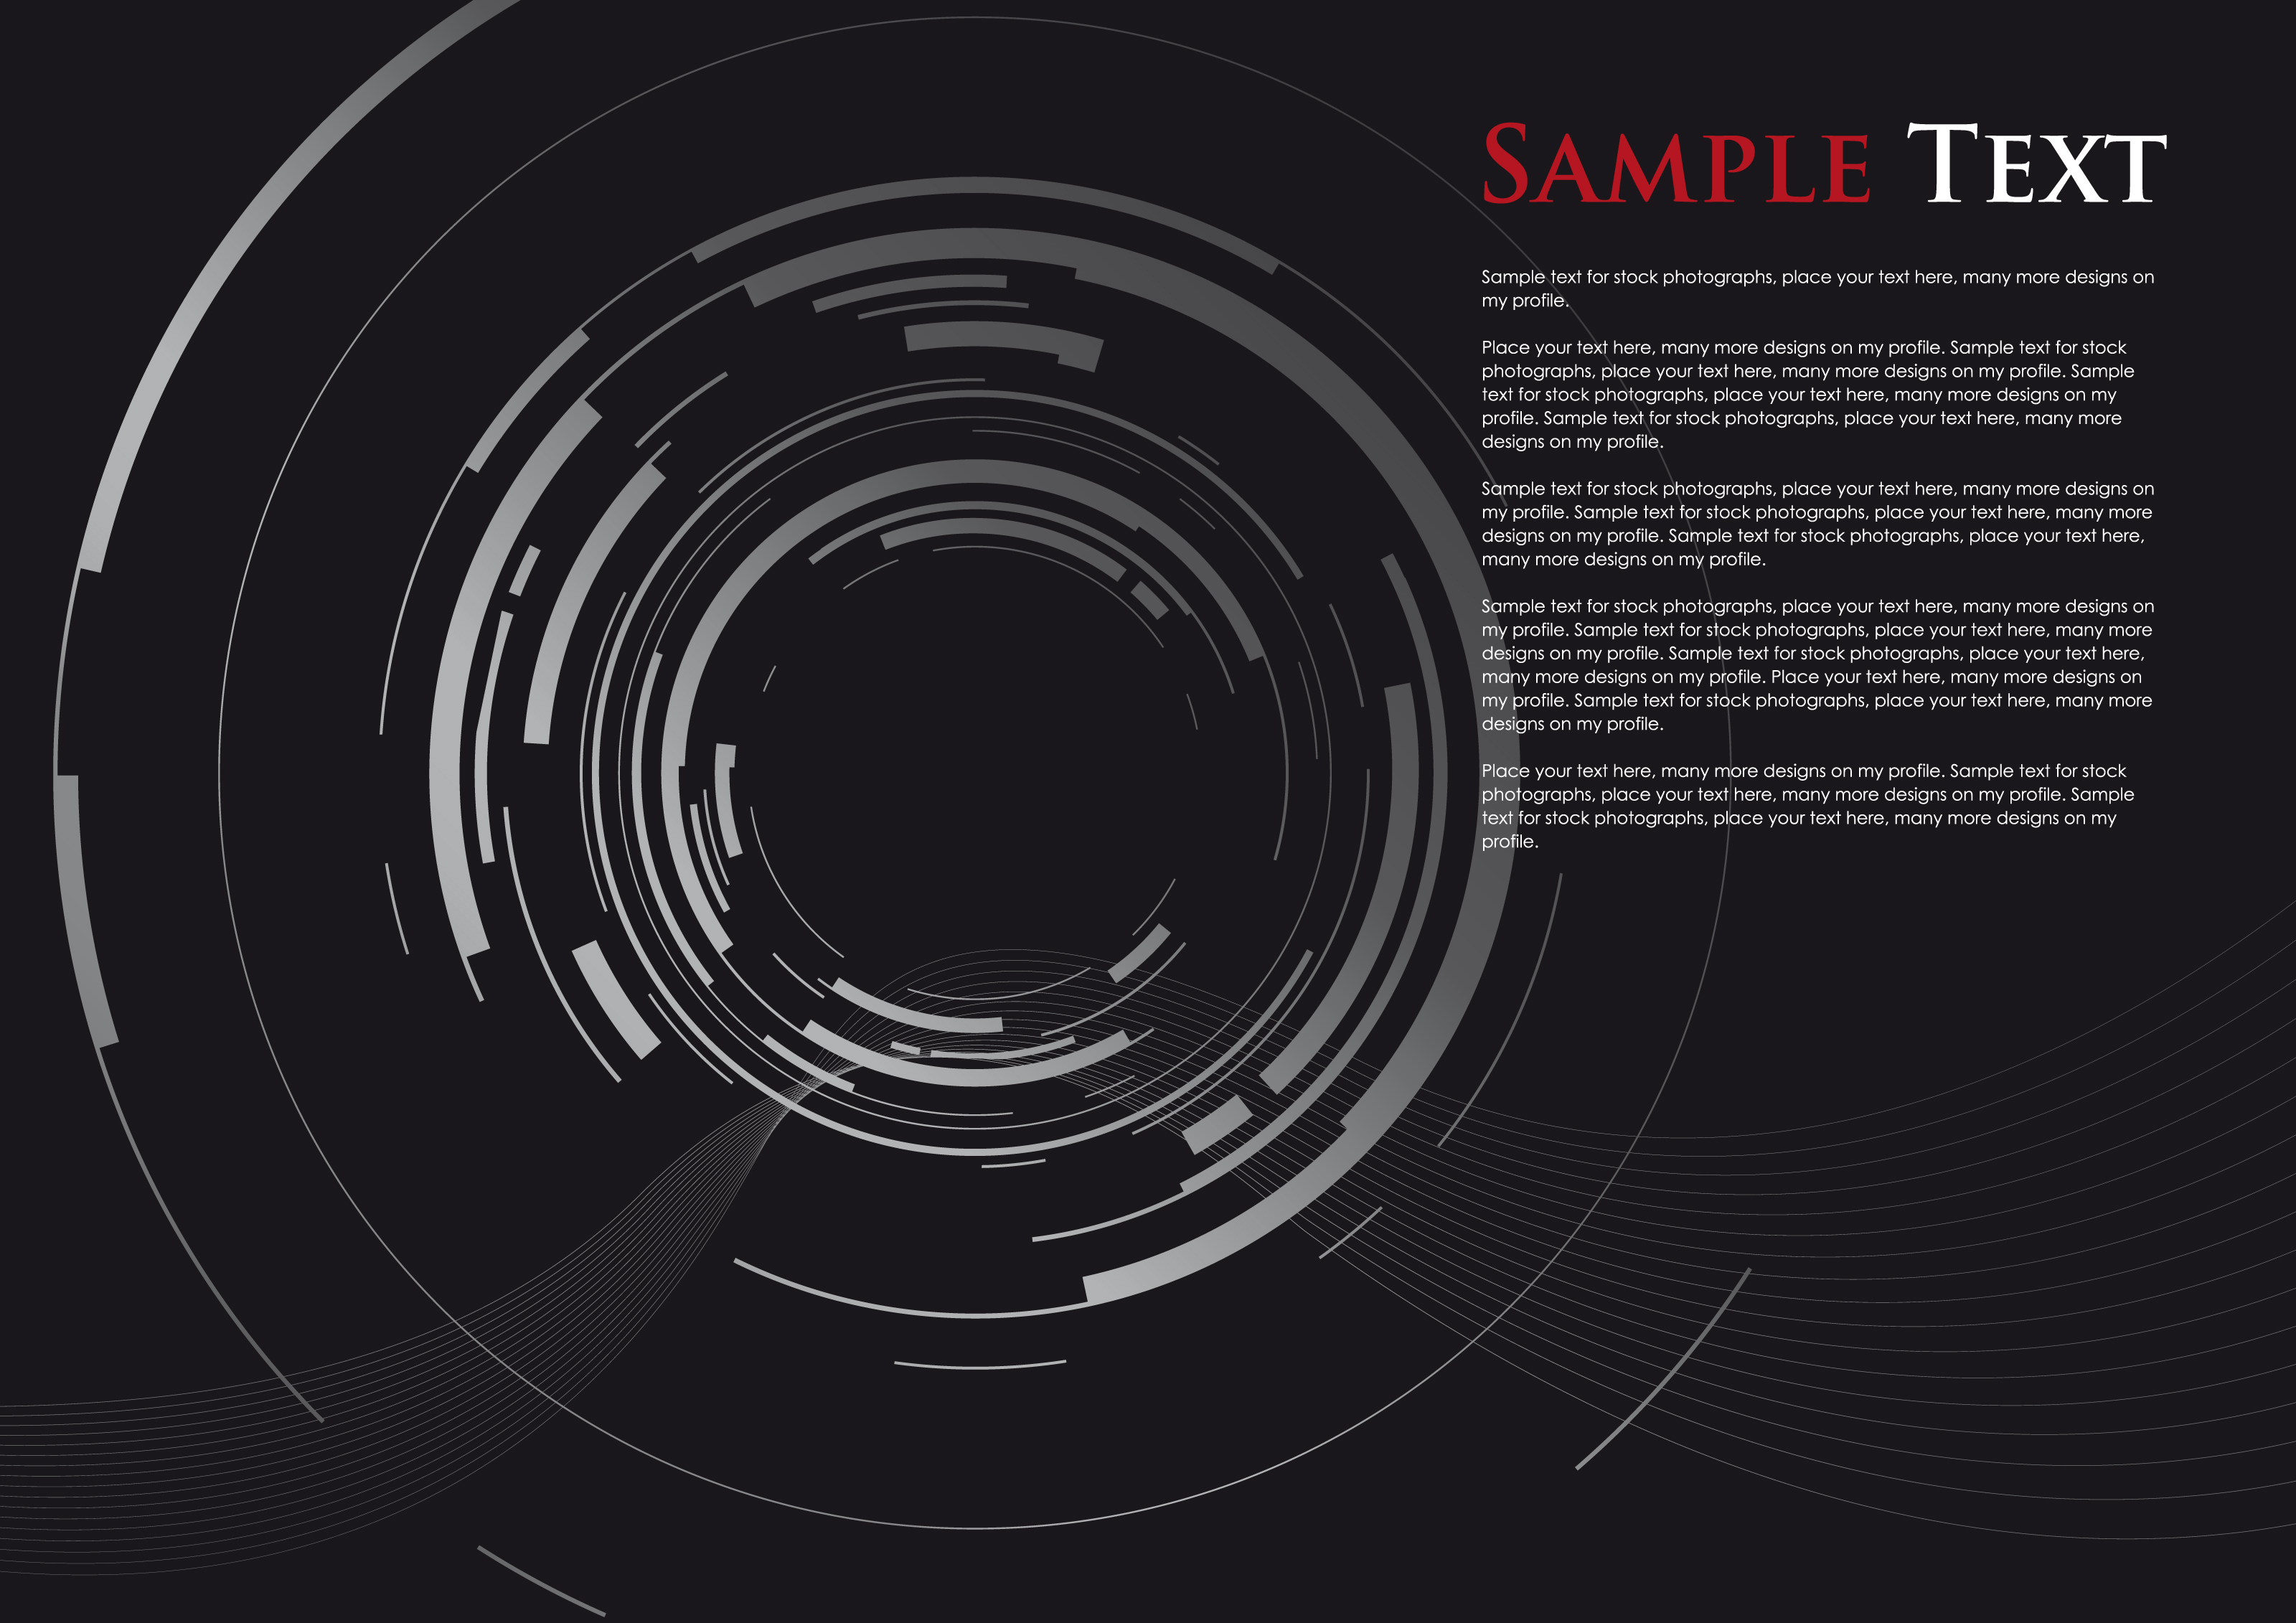 Sample Text
Sample text for stock photographs, place your text here, many more designs on
my profile.
Place your text here, many more designs on my profile. Sample text for stock
photographs, place your text here, many more designs on my profile. Sample
text for stock photographs, place your text here, many more designs on my
profile. Sample text for stock photographs, place your text here, many more
designs on my profile.
Sample text for stock photographs, place your text here, many more designs on
my profile. Sample text for stock photographs, place your text here, many more
designs on my profile. Sample text for stock photographs, place your text here,
many more designs on my profile.
Sample text for stock photographs, place your text here, many more designs on
my profile. Sample text for stock photographs, place your text here, many more
designs on my profile. Sample text for stock photographs, place your text here,
many more designs on my profile. Place your text here, many more designs on
my profile. Sample text for stock photographs, place your text here, many more
designs on my profile.
Place your text here, many more designs on my profile. Sample text for stock
photographs, place your text here, many more designs on my profile. Sample
text for stock photographs, place your text here, many more designs on my
profile.